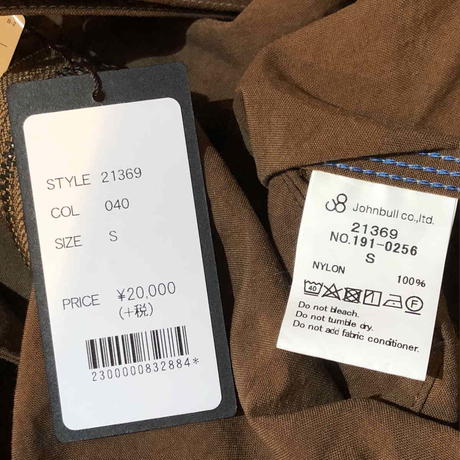 STYLE 21369
COL 040
SIZE S
PRICE ¥20,000
(+税)
2300000832884*
Johnbull co.,ltd.
21369
NO.191-0256
S
NYLON 100%
40
Do not bleach.
Do not tumble dry.
Do not add fabric conditioner.